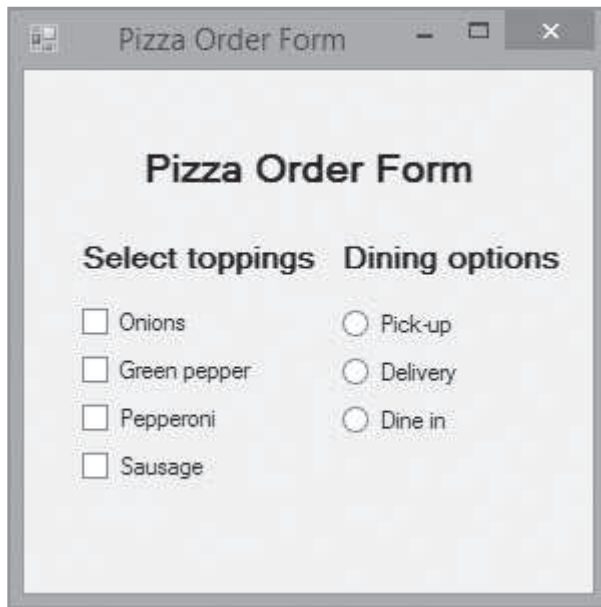 Pizza Order Form
Pizza Order Form
Select toppings Dining options
Onions Pick-up
Green pepper Delivery
Pepperoni Dine in
Sausage